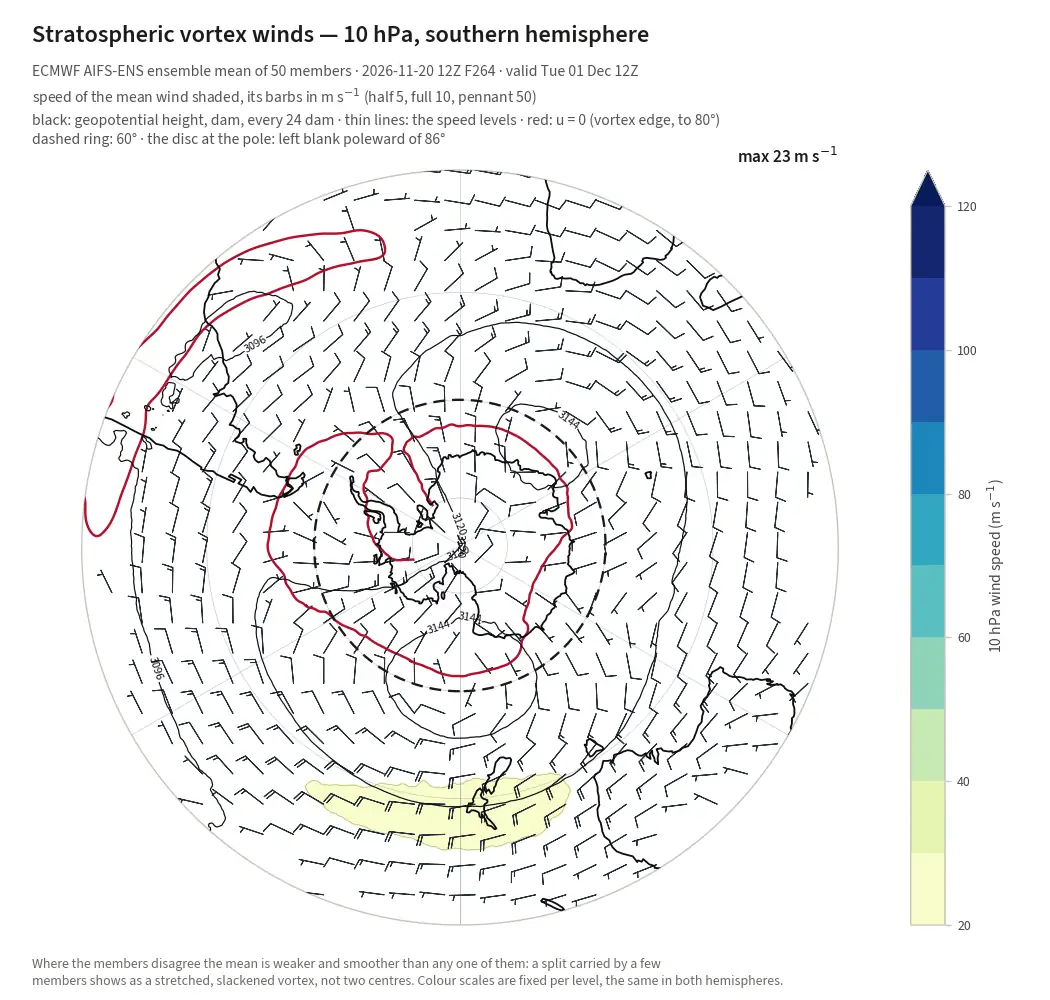 Stratospheric vortex winds — 10 hPa, southern hemisphere
ECMWF AIFS-ENS ensemble mean of 50 members · 2026-11-20 12Z F264 · valid Tue 01 Dec 12Z
speed of the mean wind shaded, its barbs in m s⁻¹ (half 5, full 10, pennant 50)
black: geopotential height, dam, every 24 dam · thin lines: the speed levels · red: u = 0 (vortex edge, to 80°)
dashed ring: 60° · the disc at the pole: left blank poleward of 86°
max 23 m s⁻¹
120
100
80
60
40
20
10 hPa wind speed (m s⁻¹)
3096
3144
3120
3144
3144
3096
Where the members disagree the mean is weaker and smoother than any one of them: a split carried by a few
members shows as a stretched, slackened vortex, not two centres. Colour scales are fixed per level, the same in both hemispheres.